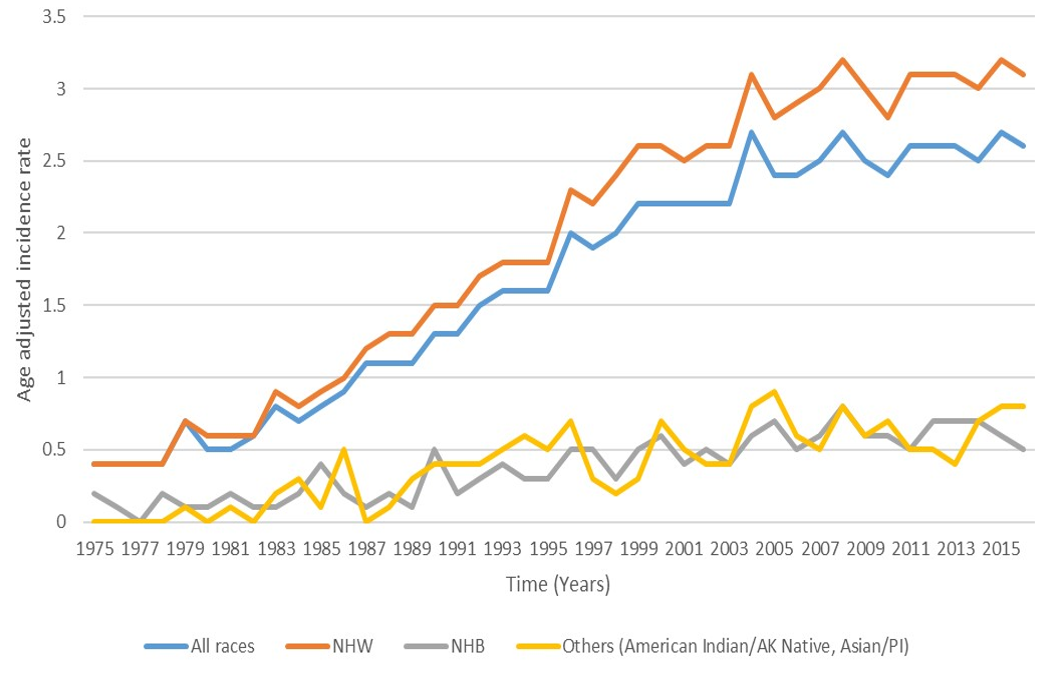 3.5
3
2.5
2
1.5
1
0.5
0
Age adjusted incidence rate
1975 1977 1979 1981 1983 1985 1987 1989 1991 1993 1995 1997 1999 2001 2003 2005 2007 2009 2011 2013 2015
Time (Years)
All races NHW NHB Others (American Indian/AK Native, Asian/PI)